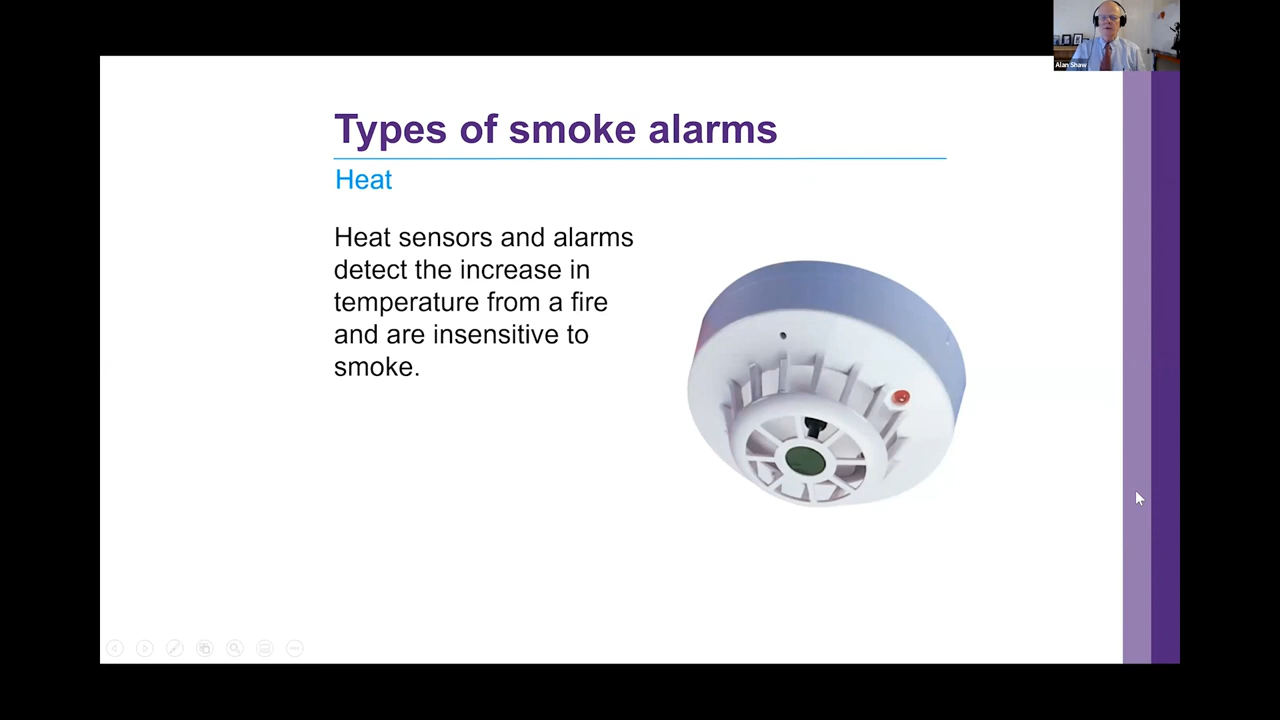 Alan Shaw
Types of smoke alarms
Heat
Heat sensors and alarms
detect the increase in
temperature from a fire
and are insensitive to
smoke.